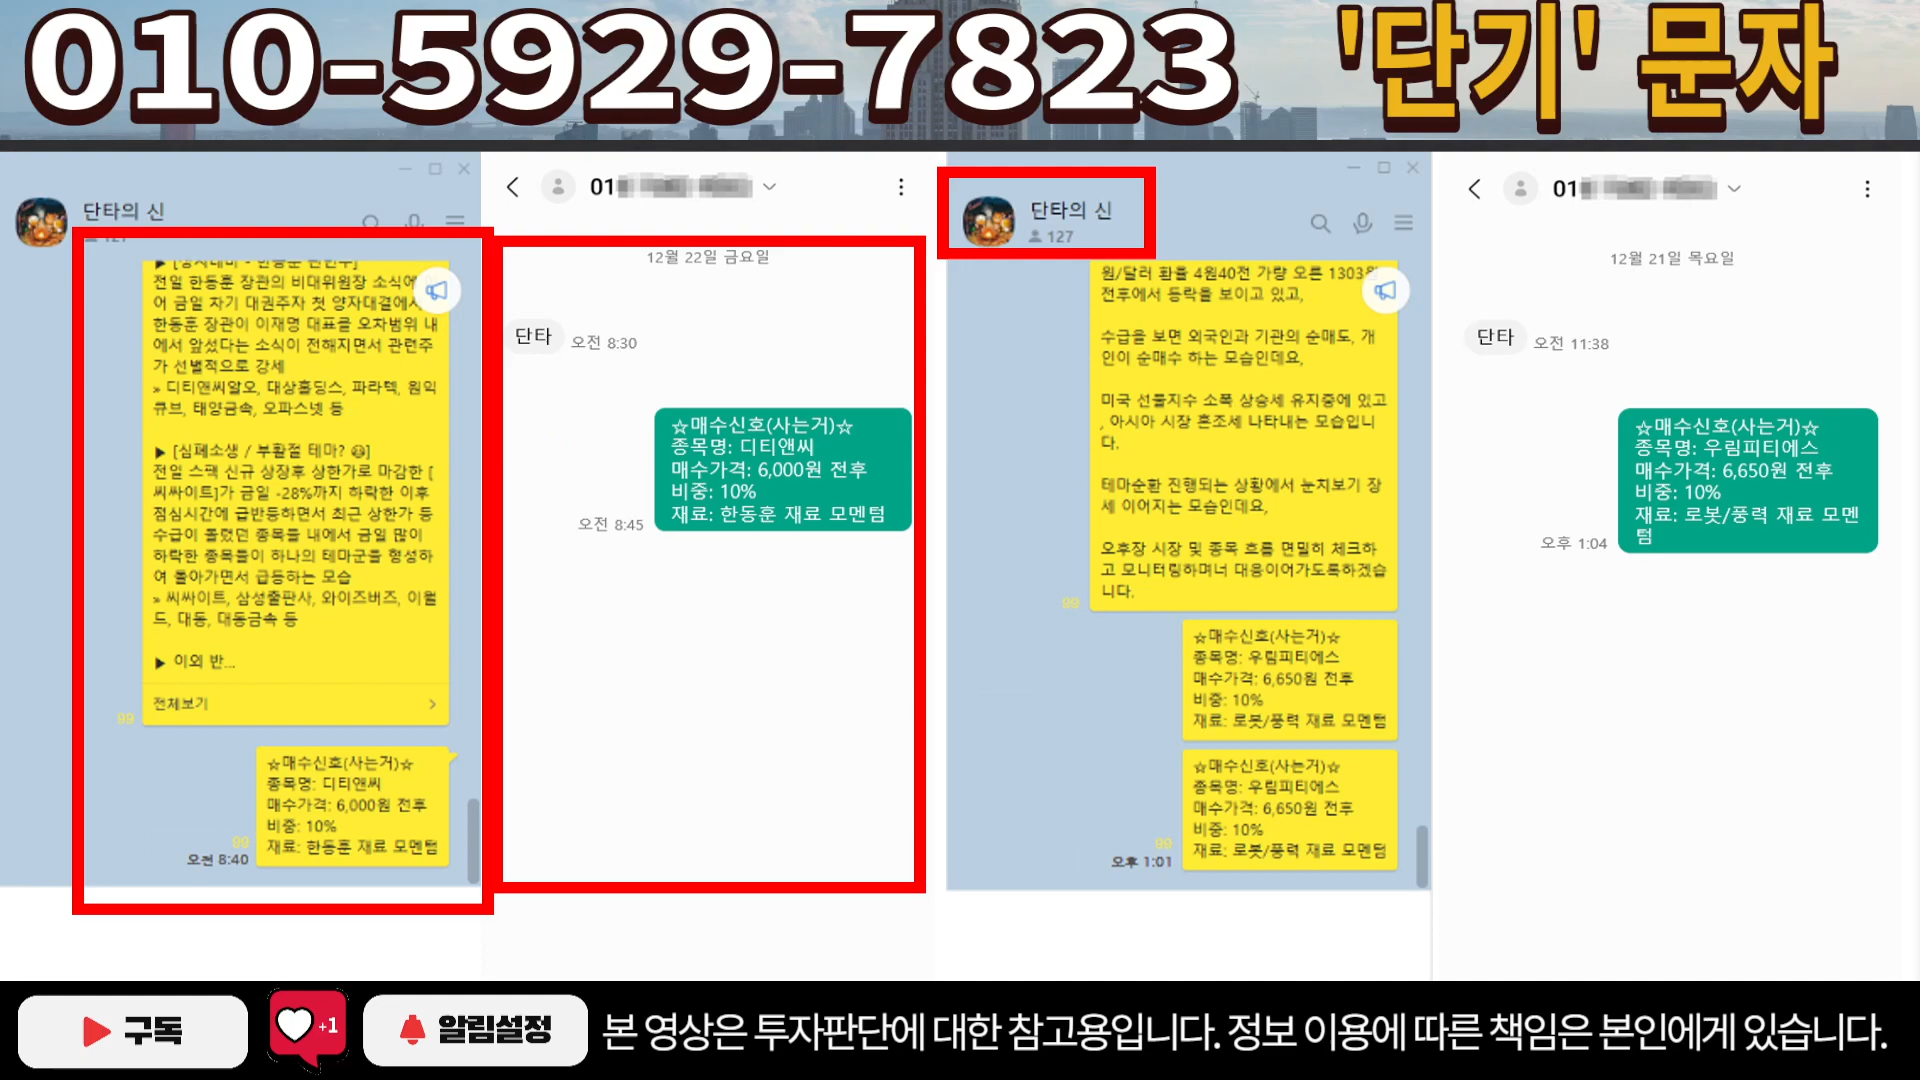 010-5929-7823 '단기' 문자
단타의 신
127
▶ [정치테마 - 한동훈 관련주]
전일 한동훈 장관의 비대위원장 소식에
어 금일 차기 대권주자 첫 양자대결에서
한동훈 장관이 이재명 대표를 오차범위 내
에서 앞섰다는 소식이 전해지면서 관련주
가 선별적으로 강세
» 디티앤씨알오, 대상홀딩스, 파라텍, 원익
큐브, 태양금속, 오파스넷 등
▶ [심폐소생 / 부활절 테마? 😂]
전일 스팩 신규 상장후 상한가로 마감한 [
씨싸이트]가 금일 -28%까지 하락한 이후
점심시간에 급반등하면서 최근 상한가 등
수급이 몰렸던 종목들 내에서 금일 많이
하락한 종목들이 하나의 테마군을 형성하
여 돌아가면서 급등하는 모습
» 씨싸이트, 삼성출판사, 와이즈버즈, 이월
드, 대동, 대동금속 등
▶ 이외 반...
전체보기
99
☆매수신호(사는거)☆
종목명: 디티앤씨
매수가격: 6,000원 전후
비중: 10%
재료: 한동훈 재료 모멘텀
99
오전 8:40
01
12월 22일 금요일
단타
오전 8:30
☆매수신호(사는거)☆
종목명: 디티앤씨
매수가격: 6,000원 전후
비중: 10%
재료: 한동훈 재료 모멘텀
오전 8:45
단타의 신
127
원/달러 환율 4원40전 가량 오른 1303원
전후에서 등락을 보이고 있고,
수급을 보면 외국인과 기관의 순매도, 개
인이 순매수 하는 모습인데요,
미국 선물지수 소폭 상승세 유지중에 있고
, 아시아 시장 혼조세 나타내는 모습입니
다.
테마순환 진행되는 상황에서 눈치보기 장
세 이어지는 모습인데요,
오후장 시장 및 종목 흐름 면밀히 체크하
고 모니터링하며너 대응이어가도록하겠습
니다.
99
☆매수신호(사는거)☆
종목명: 우림피티에스
매수가격: 6,650원 전후
비중: 10%
재료: 로봇/풍력 재료 모멘텀
☆매수신호(사는거)☆
종목명: 우림피티에스
매수가격: 6,650원 전후
비중: 10%
재료: 로봇/풍력 재료 모멘텀
99
오후 1:01
01
12월 21일 목요일
단타
오전 11:38
☆매수신호(사는거)☆
종목명: 우림피티에스
매수가격: 6,650원 전후
비중: 10%
재료: 로봇/풍력 재료 모멘
텀
오후 1:04
구독
+1
알림설정
본 영상은 투자판단에 대한 참고용입니다. 정보 이용에 따른 책임은 본인에게 있습니다.